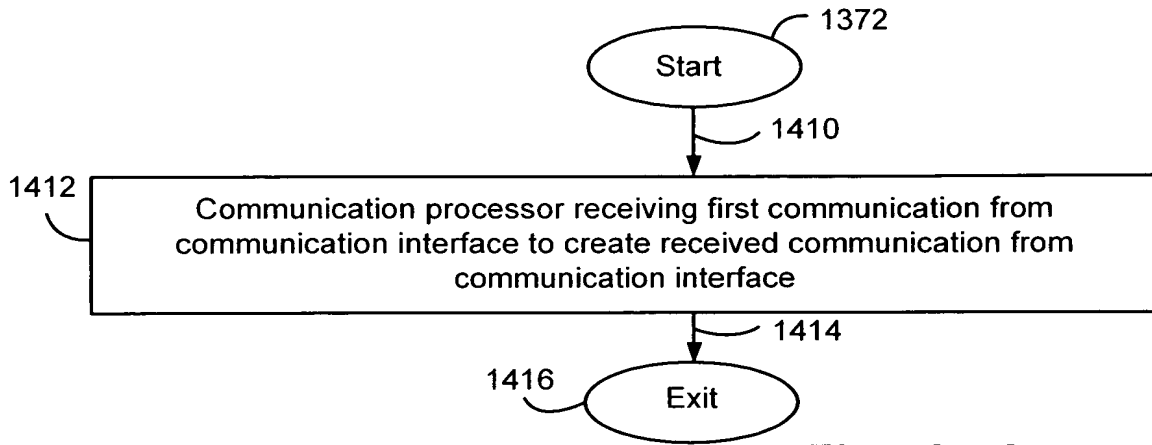 1372
Start
1410
1412
Communication processor receiving first communication from
communication interface to create received communication from
communication interface
1414
1416
Exit